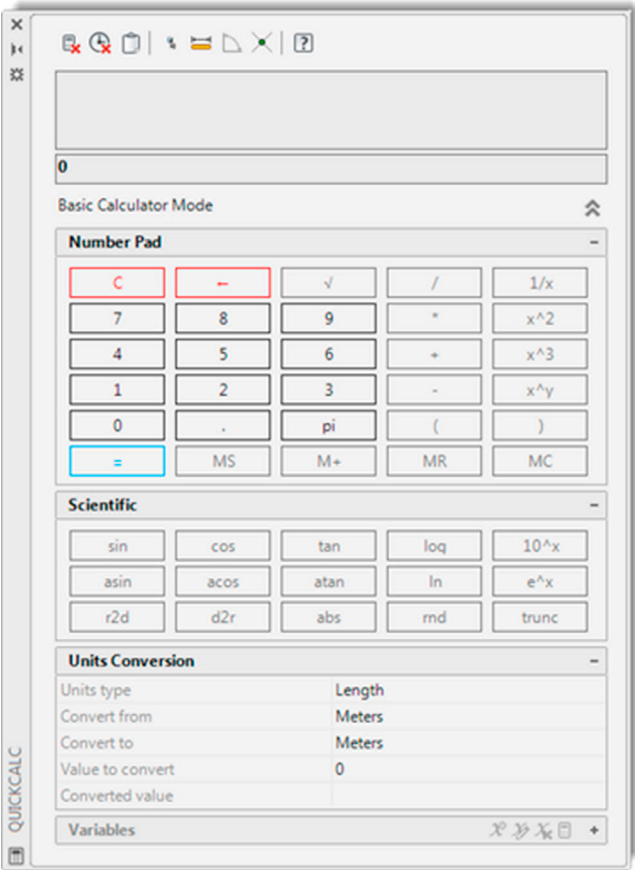 0
Basic Calculator Mode
Number Pad
C ← √ / 1/x
7 8 9 * x^2
4 5 6 + x^3
1 2 3 - x^y
0 . pi ( )
= MS M+ MR MC
Scientific
sin cos tan log 10^x
asin acos atan ln e^x
r2d d2r abs rnd trunc
Units Conversion
Units type Length
Convert from Meters
Convert to Meters
Value to convert 0
Converted value
Variables
QUICKCALC